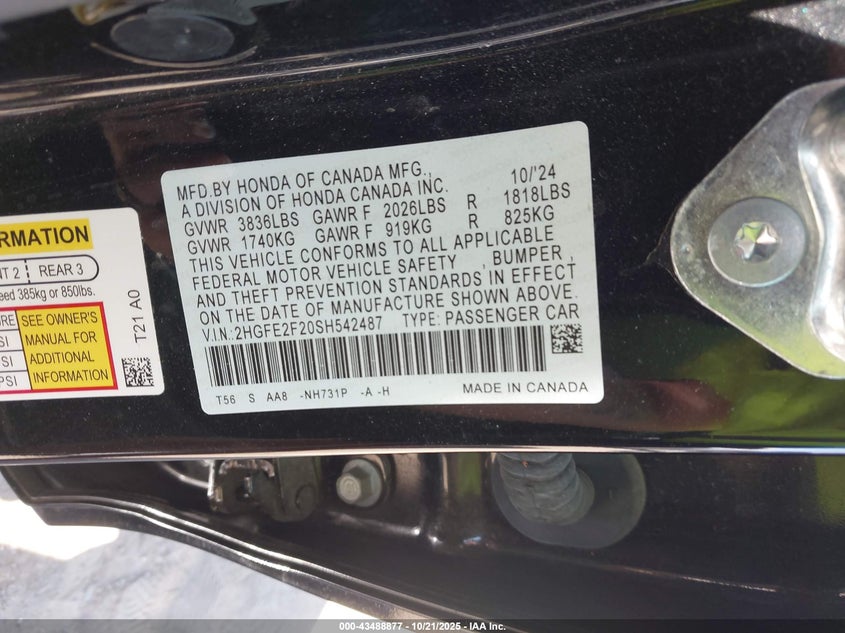 MFD.BY HONDA OF CANADA MFG., 10/'24
A DIVISION OF HONDA CANADA INC.
GVWR 3836LBS GAWR F 2026LBS R 1818LBS
GVWR 1740KG GAWR F 919KG R 825KG
THIS VEHICLE CONFORMS TO ALL APPLICABLE
FEDERAL MOTOR VEHICLE SAFETY, BUMPER,
AND THEFT PREVENTION STANDARDS IN EFFECT
ON THE DATE OF MANUFACTURE SHOWN ABOVE.
V.I.N.:2HGFE2F20SH542487 TYPE: PASSENGER CAR
T56 S AA8 -NH731P -A -H MADE IN CANADA
RMATION
NT 2 REAR 3
eed 385kg or 850lbs.
SEE OWNER'S
MANUAL FOR
ADDITIONAL
INFORMATION
URE
SI
SI
PSI
T21 A0
000-43488877 - 10/21/2025 - IAA Inc.